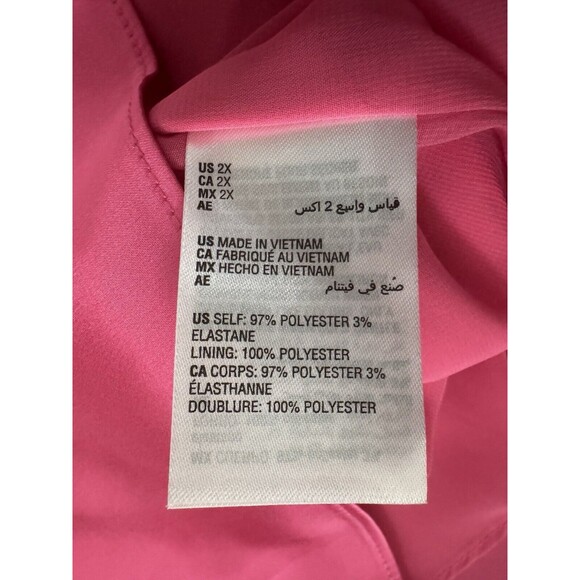 US 2X
CA 2X
MX 2X
AE قياس واسع 2 اكس
US MADE IN VIETNAM
CA FABRIQUÉ AU VIETNAM
MX HECHO EN VIETNAM
AE صُنع في فيتنام
US SELF: 97% POLYESTER 3%
ELASTANE
LINING: 100% POLYESTER
CA CORPS: 97% POLYESTER 3%
ÉLASTHANNE
DOUBLURE: 100% POLYESTER